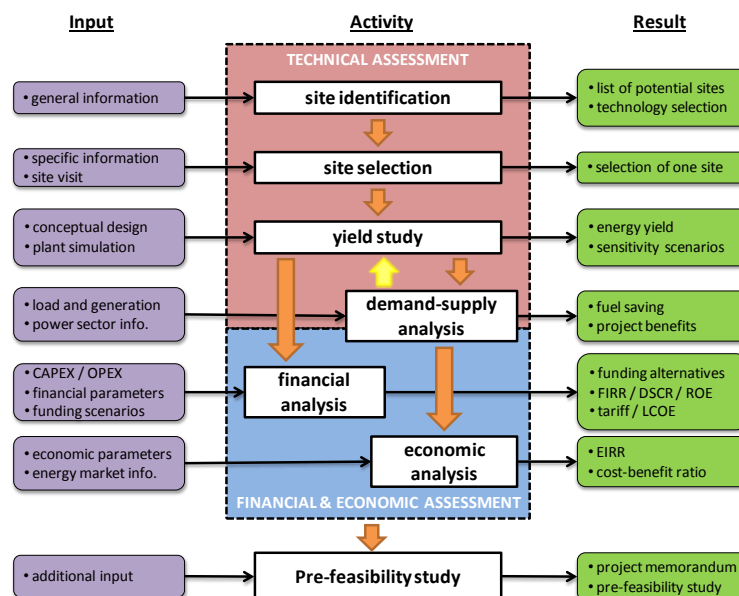 Input
Activity
Result
TECHNICAL ASSESSMENT
• general information
site identification
• list of potential sites
• technology selection
• specific information
• site visit
site selection
• selection of one site
• conceptual design
• plant simulation
yield study
• energy yield
• sensitivity scenarios
• load and generation
• power sector info.
demand-supply
analysis
• fuel saving
• project benefits
• CAPEX / OPEX
• financial parameters
• funding scenarios
financial
analysis
• funding alternatives
• FIRR / DSCR / ROE
• tariff / LCOE
• economic parameters
• energy market info.
economic
analysis
• EIRR
• cost-benefit ratio
FINANCIAL & ECONOMIC ASSESSMENT
• additional input
Pre-feasibility study
• project memorandum
• pre-feasibility study